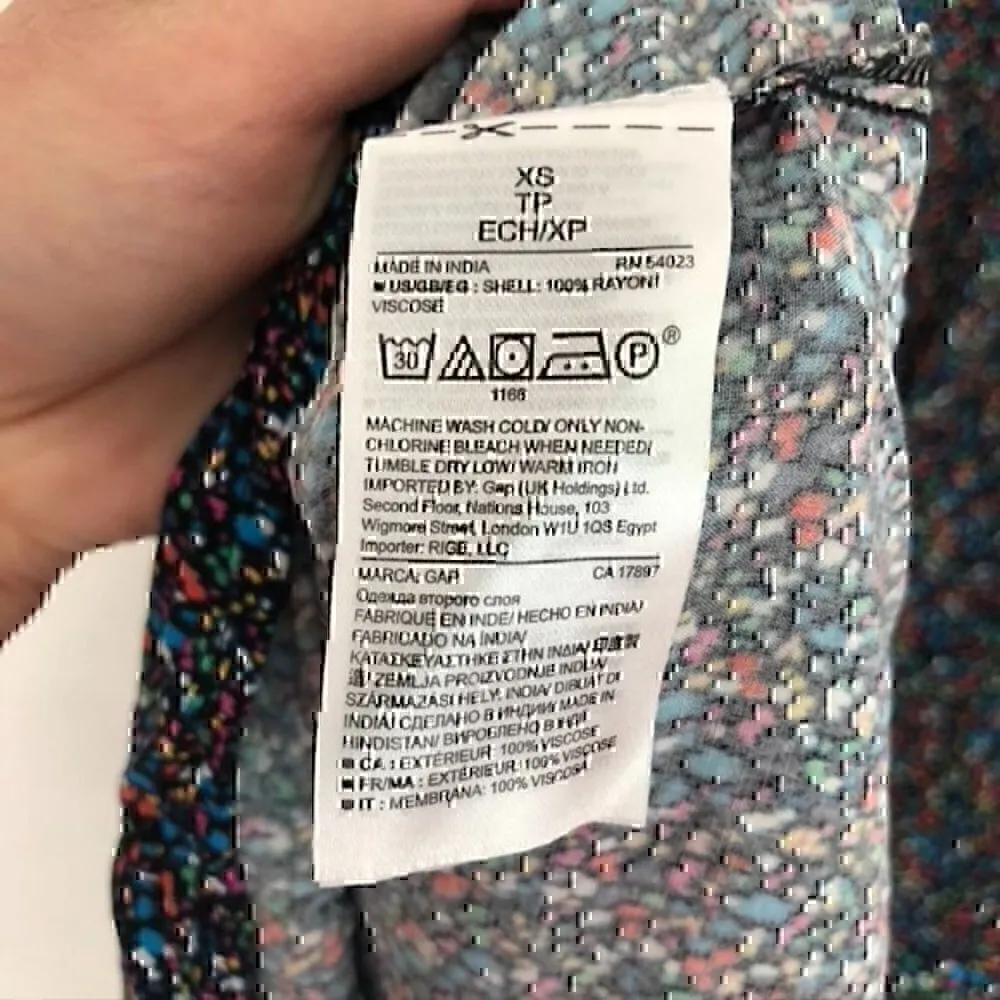 XS
TP
ECH/XP
MADE IN INDIA RN 54023
■ US/GB/EG : SHELL: 100% RAYON/
VISCOSE
30 P ®
1166
MACHINE WASH COLD/ ONLY NON-
CHLORINE BLEACH WHEN NEEDED/
TUMBLE DRY LOW/ WARM IRON
IMPORTED BY: Gap (UK Holdings) Ltd.
Second Floor, Nations House, 103
Wigmore Street, London W1U 1QS Egypt
Importer: RIGE, LLC
MARCA: GAP CA 17897
Одежда второго слоя
FABRIQUÉ EN INDE/ HECHO EN INDIA/
FABRICADO NA ÍNDIA/
ΚΑΤΑΣΚΕΥΑΣΤΗΚΕ ΣΤΗΝ ΙΝΔΙΑ/ 印度製
造/ ZEMLJA PROIZVODNJE INDIJA/
SZÁRMAZÁSI HELY: INDIA/ DIBUAT DI
INDIA/ СДЕЛАНО В ИНДИИ/ MADE IN
HINDISTAN/ ВИРОБЛЕНО В ІНДІЇ
■ CA : EXTÉRIEUR: 100% VISCOSE
■ FR/MA : EXTÉRIEUR: 100% VISCOSE
■ IT : MEMBRANA: 100% VISCOSA